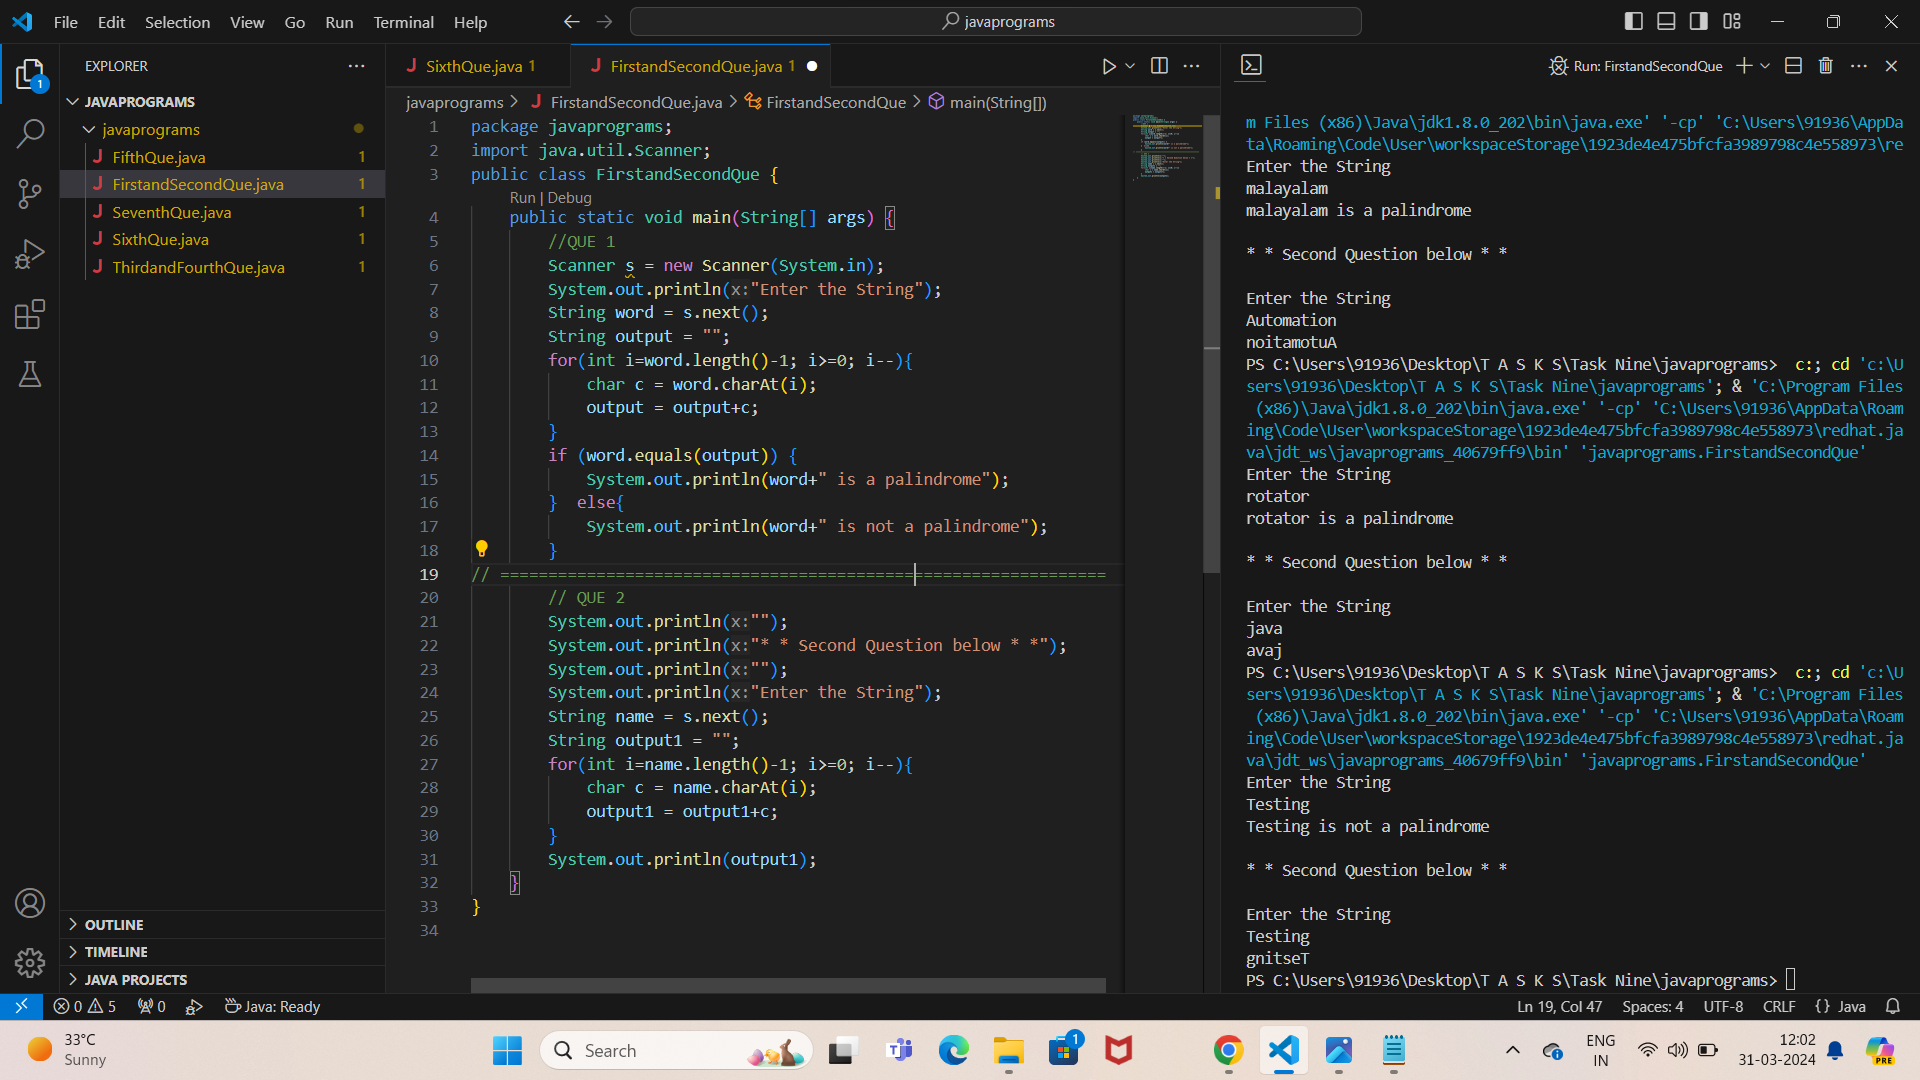 File Edit Selection View Go Run Terminal Help
javaprograms
EXPLORER
JAVAPROGRAMS
javaprograms
FifthQue.java 1
FirstandSecondQue.java 1
SeventhQue.java 1
SixthQue.java 1
ThirdandFourthQue.java 1
OUTLINE
TIMELINE
JAVA PROJECTS
SixthQue.java 1
FirstandSecondQue.java 1
javaprograms > FirstandSecondQue.java > FirstandSecondQue > main(String[])
1 package javaprograms;
2 import java.util.Scanner;
3 public class FirstandSecondQue {
Run | Debug
4 public static void main(String[] args) {
5 //QUE 1
6 Scanner s = new Scanner(System.in);
7 System.out.println(x:"Enter the String");
8 String word = s.next();
9 String output = "";
10 for(int i=word.length()-1; i>=0; i--){
11 char c = word.charAt(i);
12 output = output+c;
13 }
14 if (word.equals(output)) {
15 System.out.println(word+" is a palindrome");
16 } else{
17 System.out.println(word+" is not a palindrome");
18 }
19 // ===============================================================
20 // QUE 2
21 System.out.println(x:"");
22 System.out.println(x:"* * Second Question below * *");
23 System.out.println(x:"");
24 System.out.println(x:"Enter the String");
25 String name = s.next();
26 String output1 = "";
27 for(int i=name.length()-1; i>=0; i--){
28 char c = name.charAt(i);
29 output1 = output1+c;
30 }
31 System.out.println(output1);
32 }
33 }
34
Run: FirstandSecondQue
m Files (x86)\Java\jdk1.8.0_202\bin\java.exe' '-cp' 'C:\Users\91936\AppDa
ta\Roaming\Code\User\workspaceStorage\1923de4e475bfcfa3989798c4e558973\re
Enter the String
malayalam
malayalam is a palindrome
* * Second Question below * *
Enter the String
Automation
noitamotuA
PS C:\Users\91936\Desktop\T A S K S\Task Nine\javaprograms> c:; cd 'c:\U
sers\91936\Desktop\T A S K S\Task Nine\javaprograms'; & 'C:\Program Files
(x86)\Java\jdk1.8.0_202\bin\java.exe' '-cp' 'C:\Users\91936\AppData\Roam
ing\Code\User\workspaceStorage\1923de4e475bfcfa3989798c4e558973\redhat.ja
va\jdt_ws\javaprograms_40679ff9\bin' 'javaprograms.FirstandSecondQue'
Enter the String
rotator
rotator is a palindrome
* * Second Question below * *
Enter the String
java
avaj
PS C:\Users\91936\Desktop\T A S K S\Task Nine\javaprograms> c:; cd 'c:\U
sers\91936\Desktop\T A S K S\Task Nine\javaprograms'; & 'C:\Program Files
(x86)\Java\jdk1.8.0_202\bin\java.exe' '-cp' 'C:\Users\91936\AppData\Roam
ing\Code\User\workspaceStorage\1923de4e475bfcfa3989798c4e558973\redhat.ja
va\jdt_ws\javaprograms_40679ff9\bin' 'javaprograms.FirstandSecondQue'
Enter the String
Testing
Testing is not a palindrome
* * Second Question below * *
Enter the String
Testing
gnitseT
PS C:\Users\91936\Desktop\T A S K S\Task Nine\javaprograms>
0 5 0 Java: Ready Ln 19, Col 47 Spaces: 4 UTF-8 CRLF {} Java
33°C
Sunny
Search
1
ENG
IN
12:02
31-03-2024
PRE